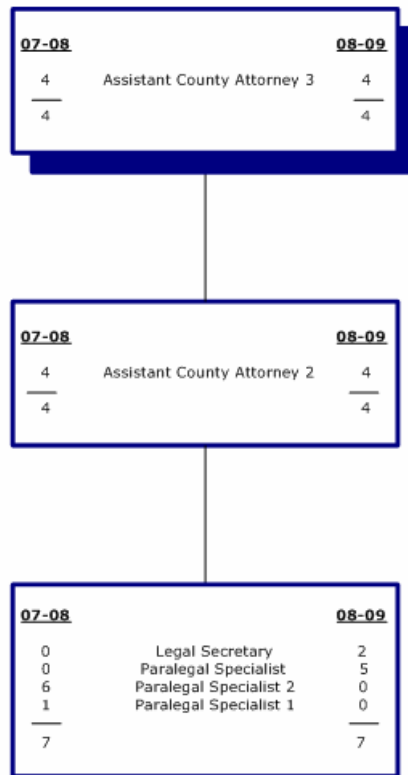 07-08 08-09
4 Assistant County Attorney 3 4
4 4
07-08 08-09
4 Assistant County Attorney 2 4
4 4
07-08 08-09
0 Legal Secretary 2
0 Paralegal Specialist 5
6 Paralegal Specialist 2 0
1 Paralegal Specialist 1 0
7 7